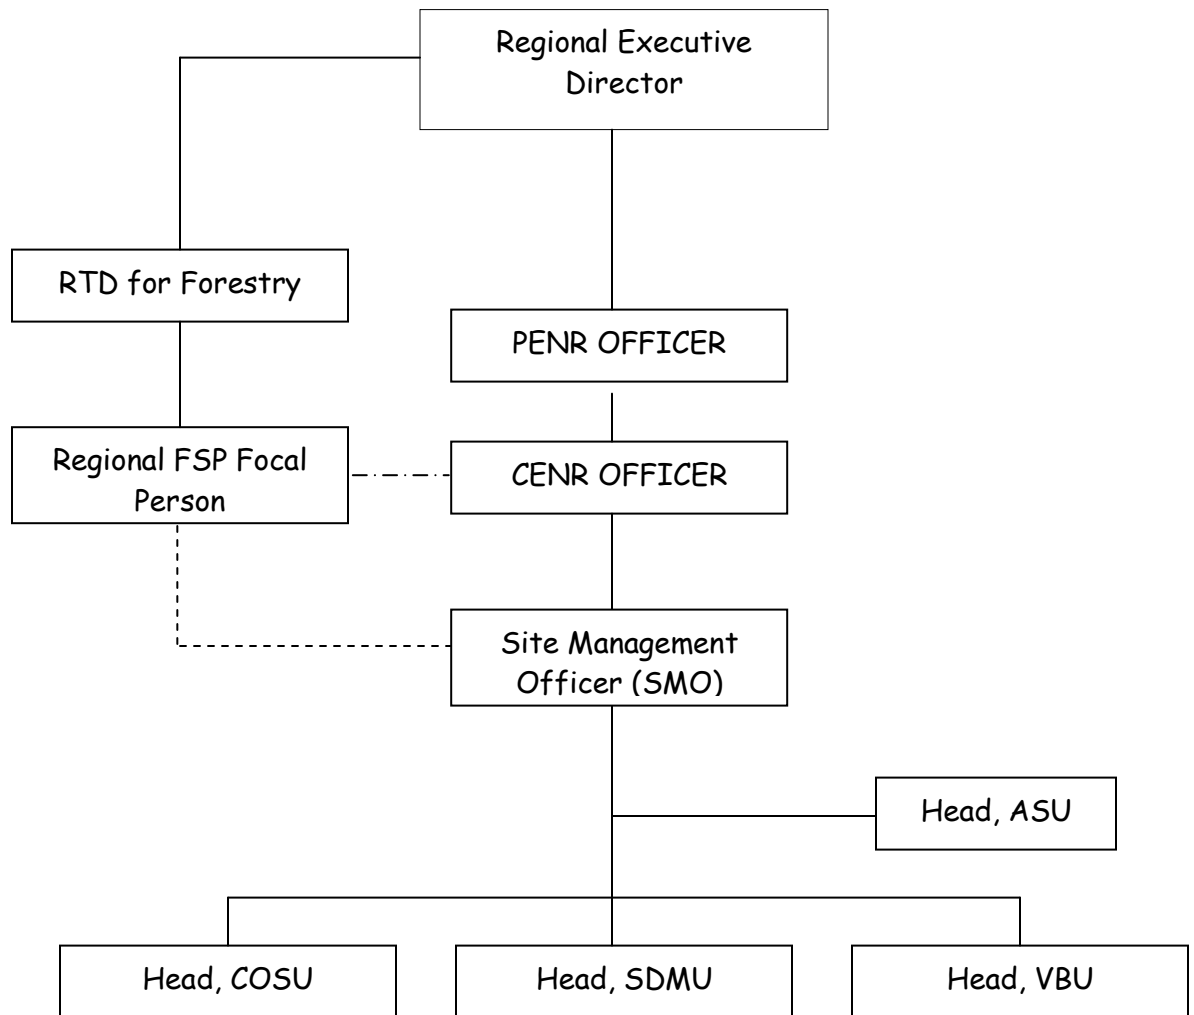 Regional Executive
Director
RTD for Forestry
PENR OFFICER
Regional FSP Focal
Person
CENR OFFICER
Site Management
Officer (SMO)
Head, ASU
Head, COSU
Head, SDMU
Head, VBU